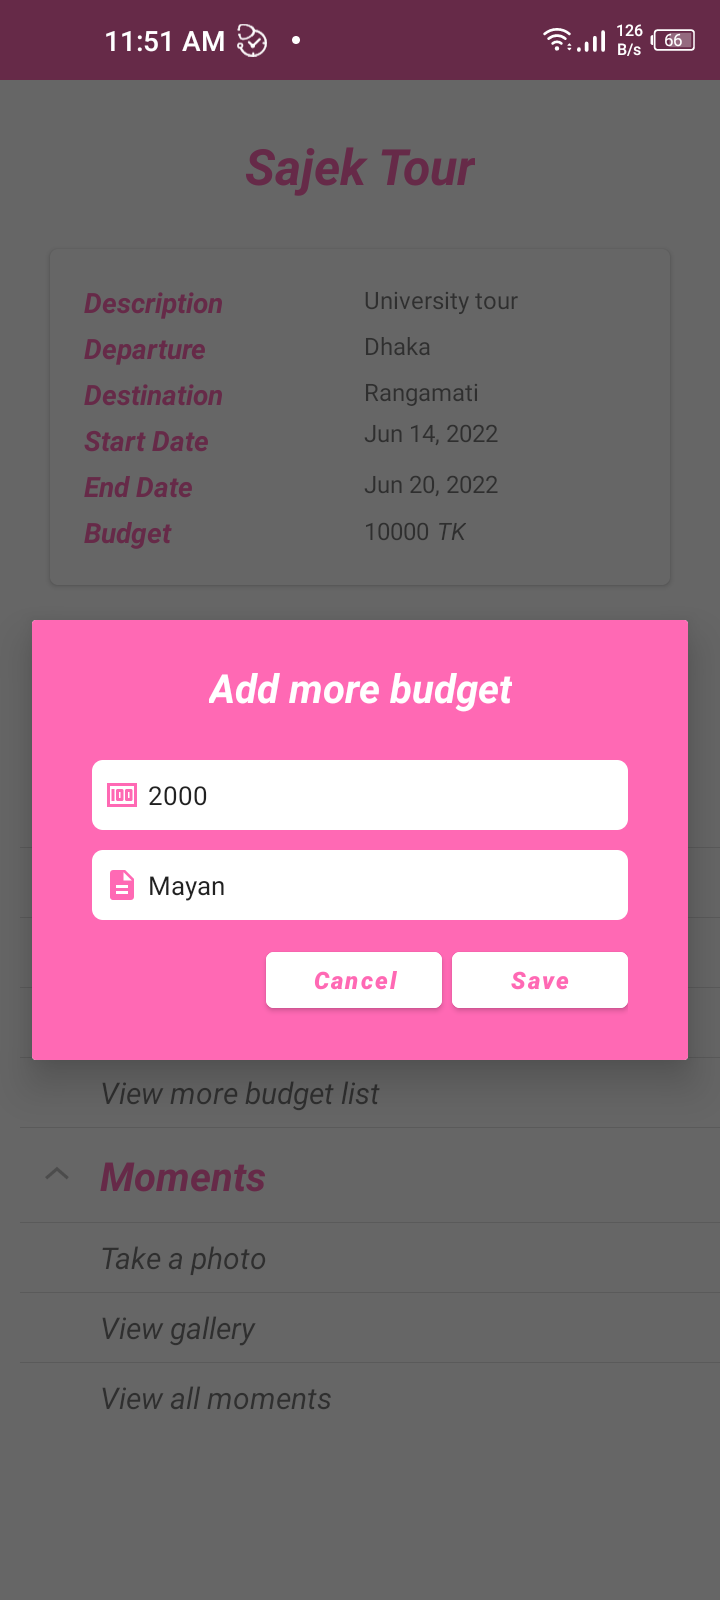 11:51 AM 126 B/s 66
Sajek Tour
Description University tour
Departure Dhaka
Destination Rangamati
Start Date Jun 14, 2022
End Date Jun 20, 2022
Budget 10000 TK
Add more budget
100 2000
Mayan
Cancel Save
View more budget list
Moments
Take a photo
View gallery
View all moments